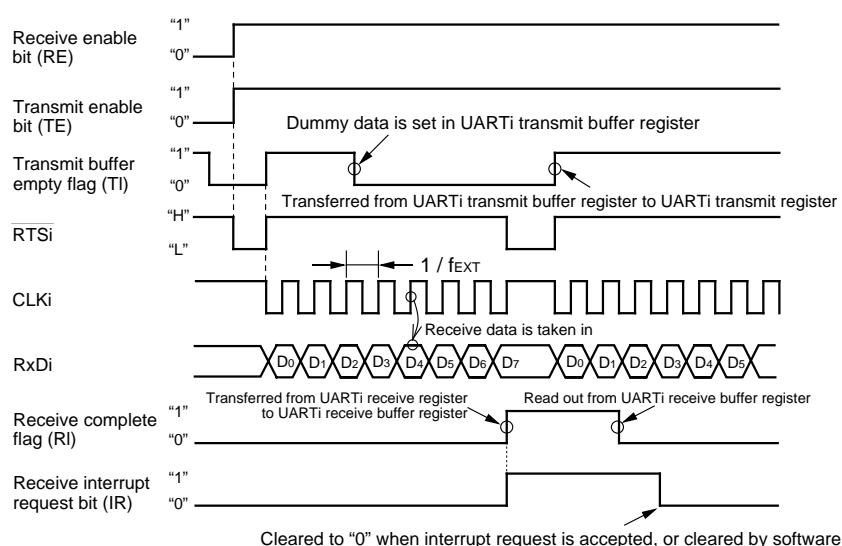 Receive enable
bit (RE)
“1”
“0”
Transmit enable
bit (TE)
“1”
“0”
Dummy data is set in UARTi transmit buffer register
Transmit buffer
empty flag (TI)
“1”
“0”
Transferred from UARTi transmit buffer register to UARTi transmit register
RTSi
“H”
“L”
1 / fEXT
CLKi
Receive data is taken in
RxDi
D0 D1 D2 D3 D4 D5 D6 D7 D0 D1 D2 D3 D4 D5
Transferred from UARTi receive register
to UARTi receive buffer register
Read out from UARTi receive buffer register
Receive complete
flag (RI)
“1”
“0”
Receive interrupt
request bit (IR)
“1”
“0”
Cleared to “0” when interrupt request is accepted, or cleared by software